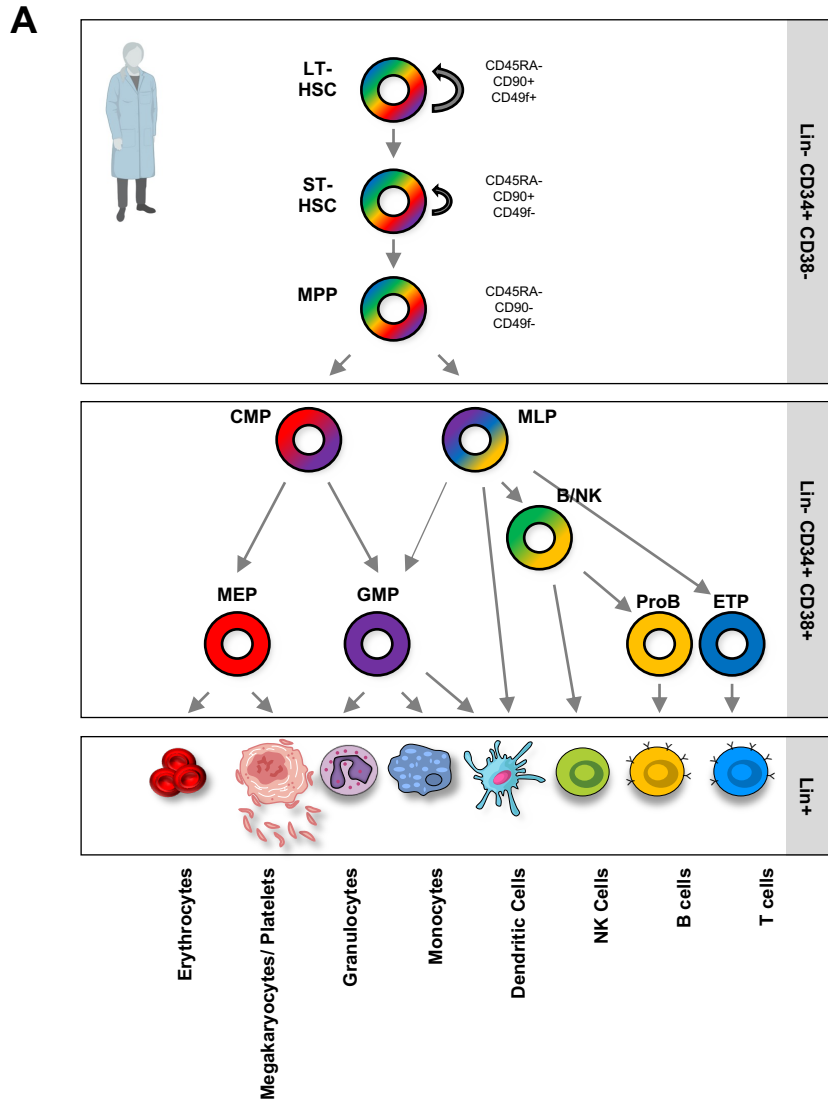 A
LT-
HSC
CD45RA-
CD90+
CD49f+
ST-
HSC
CD45RA-
CD90+
CD49f-
MPP
CD45RA-
CD90-
CD49f-
Lin- CD34+ CD38-
CMP
MLP
B/NK
MEP
GMP
ProB
ETP
Lin- CD34+ CD38+
Lin+
Erythrocytes
Megakaryocytes/ Platelets
Granulocytes
Monocytes
Dendritic Cells
NK Cells
B cells
T cells